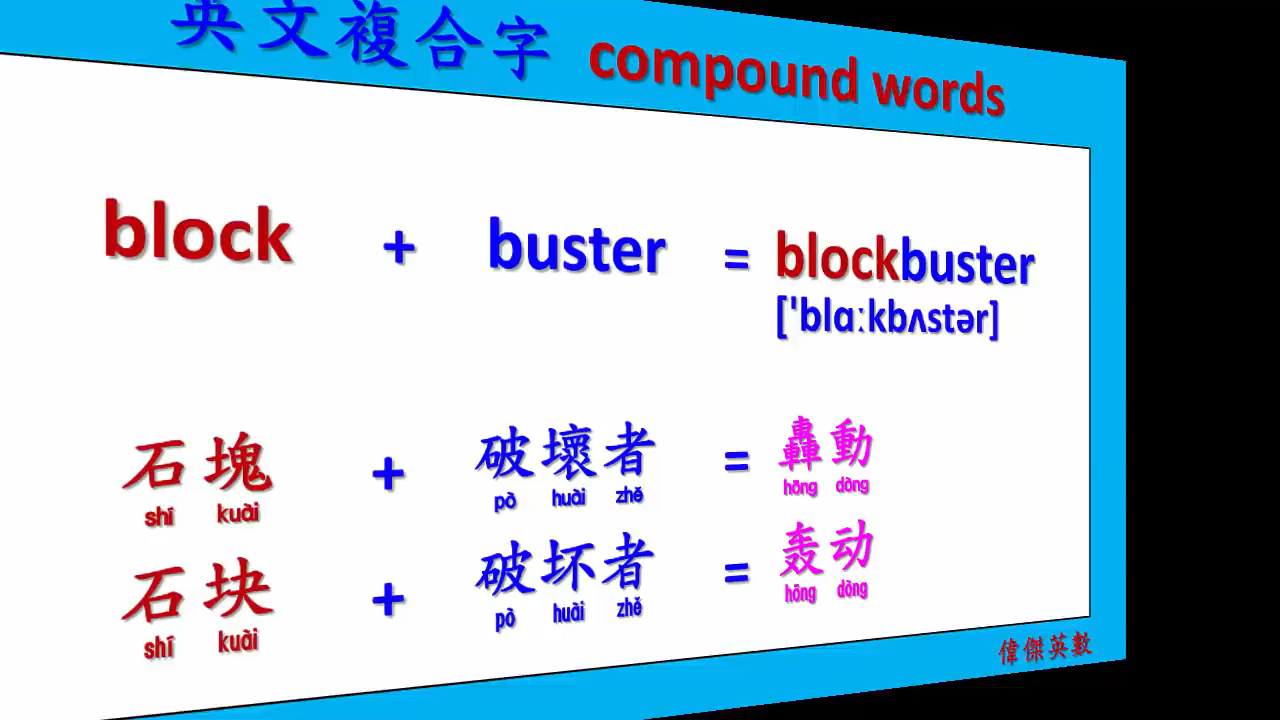 英文複合字 compound words
block + buster = blockbuster
['blɑːkbʌstər]
石塊 + 破壞者 = 轟動
shí kuài pò huài zhě hōng dòng
石块 + 破坏者 = 轰动
shí kuài pò huài zhě hōng dòng
偉傑英數